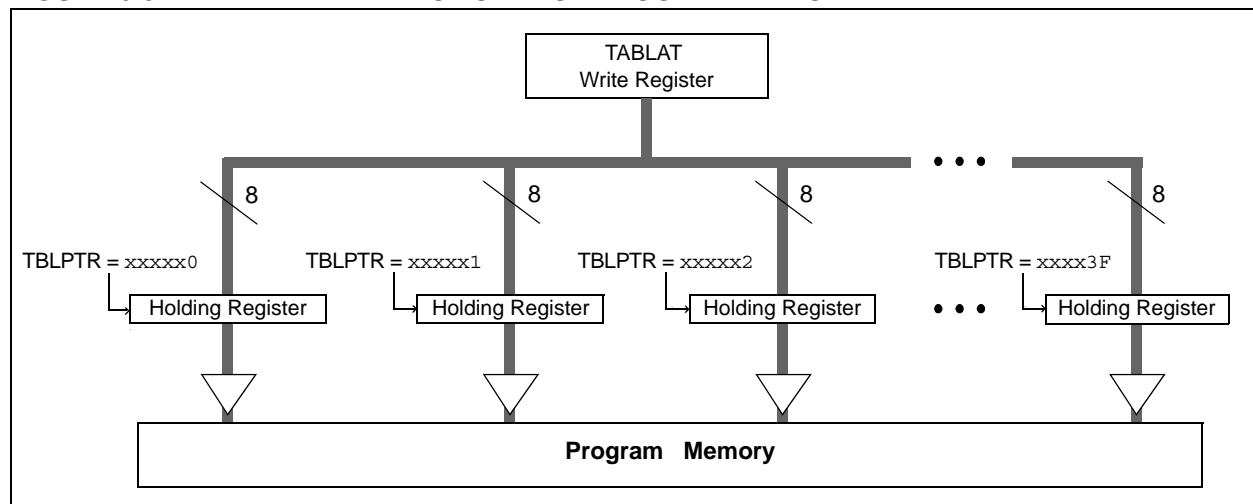 TABLAT
Write Register
• • •
8 8 8 8
TBLPTR = xxxxx0 TBLPTR = xxxxx1 TBLPTR = xxxxx2 TBLPTR = xxxx3F
Holding Register Holding Register Holding Register • • • Holding Register
Program Memory